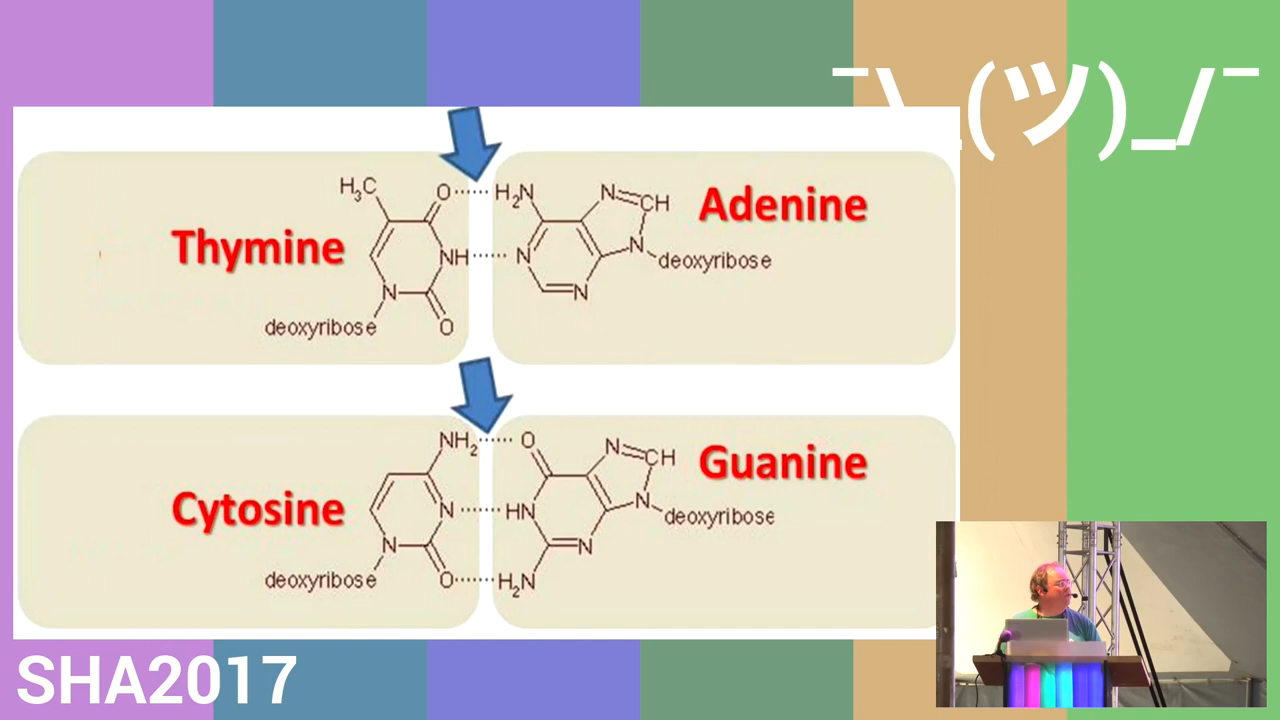 ¯\_(ツ)_/¯
H₃C
O
H₂N
N
CH
Adenine
Thymine
NH
N
N
deoxyribose
N
N
deoxyribose
O
NH₂
O
N
CH
Guanine
Cytosine
N
HN
N
deoxyribose
N
N
deoxyribose
O
H₂N
SHA2017